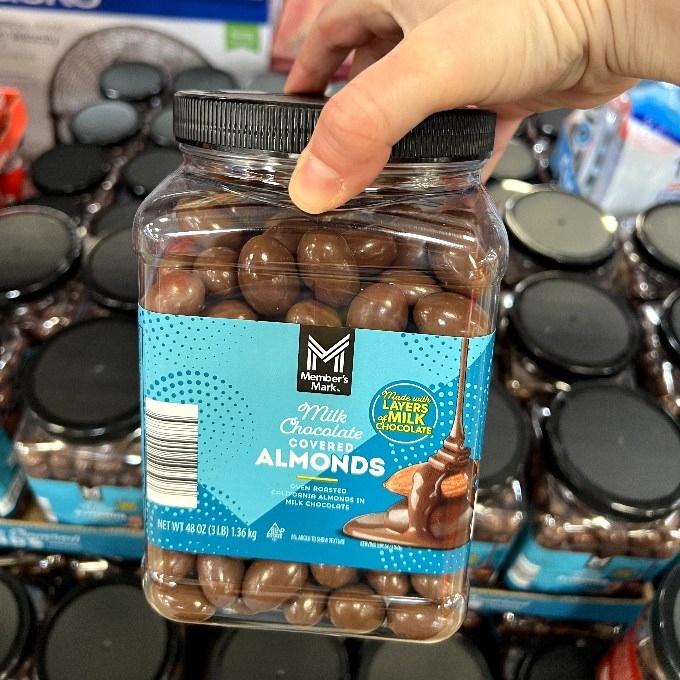 Member's
Mark
Milk
Chocolate
COVERED
ALMONDS
Made with
LAYERS
of MILK
CHOCOLATE
OVEN ROASTED
CALIFORNIA ALMONDS IN
MILK CHOCOLATE
NET WT 48 OZ (3 LB) 1.36 kg